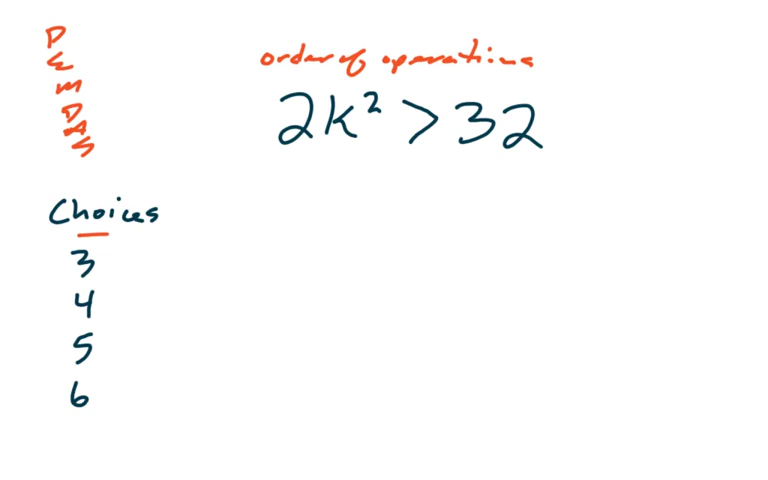 P
E
M
D
A
S
order of operations
2k² > 32
Choices
3
4
5
6